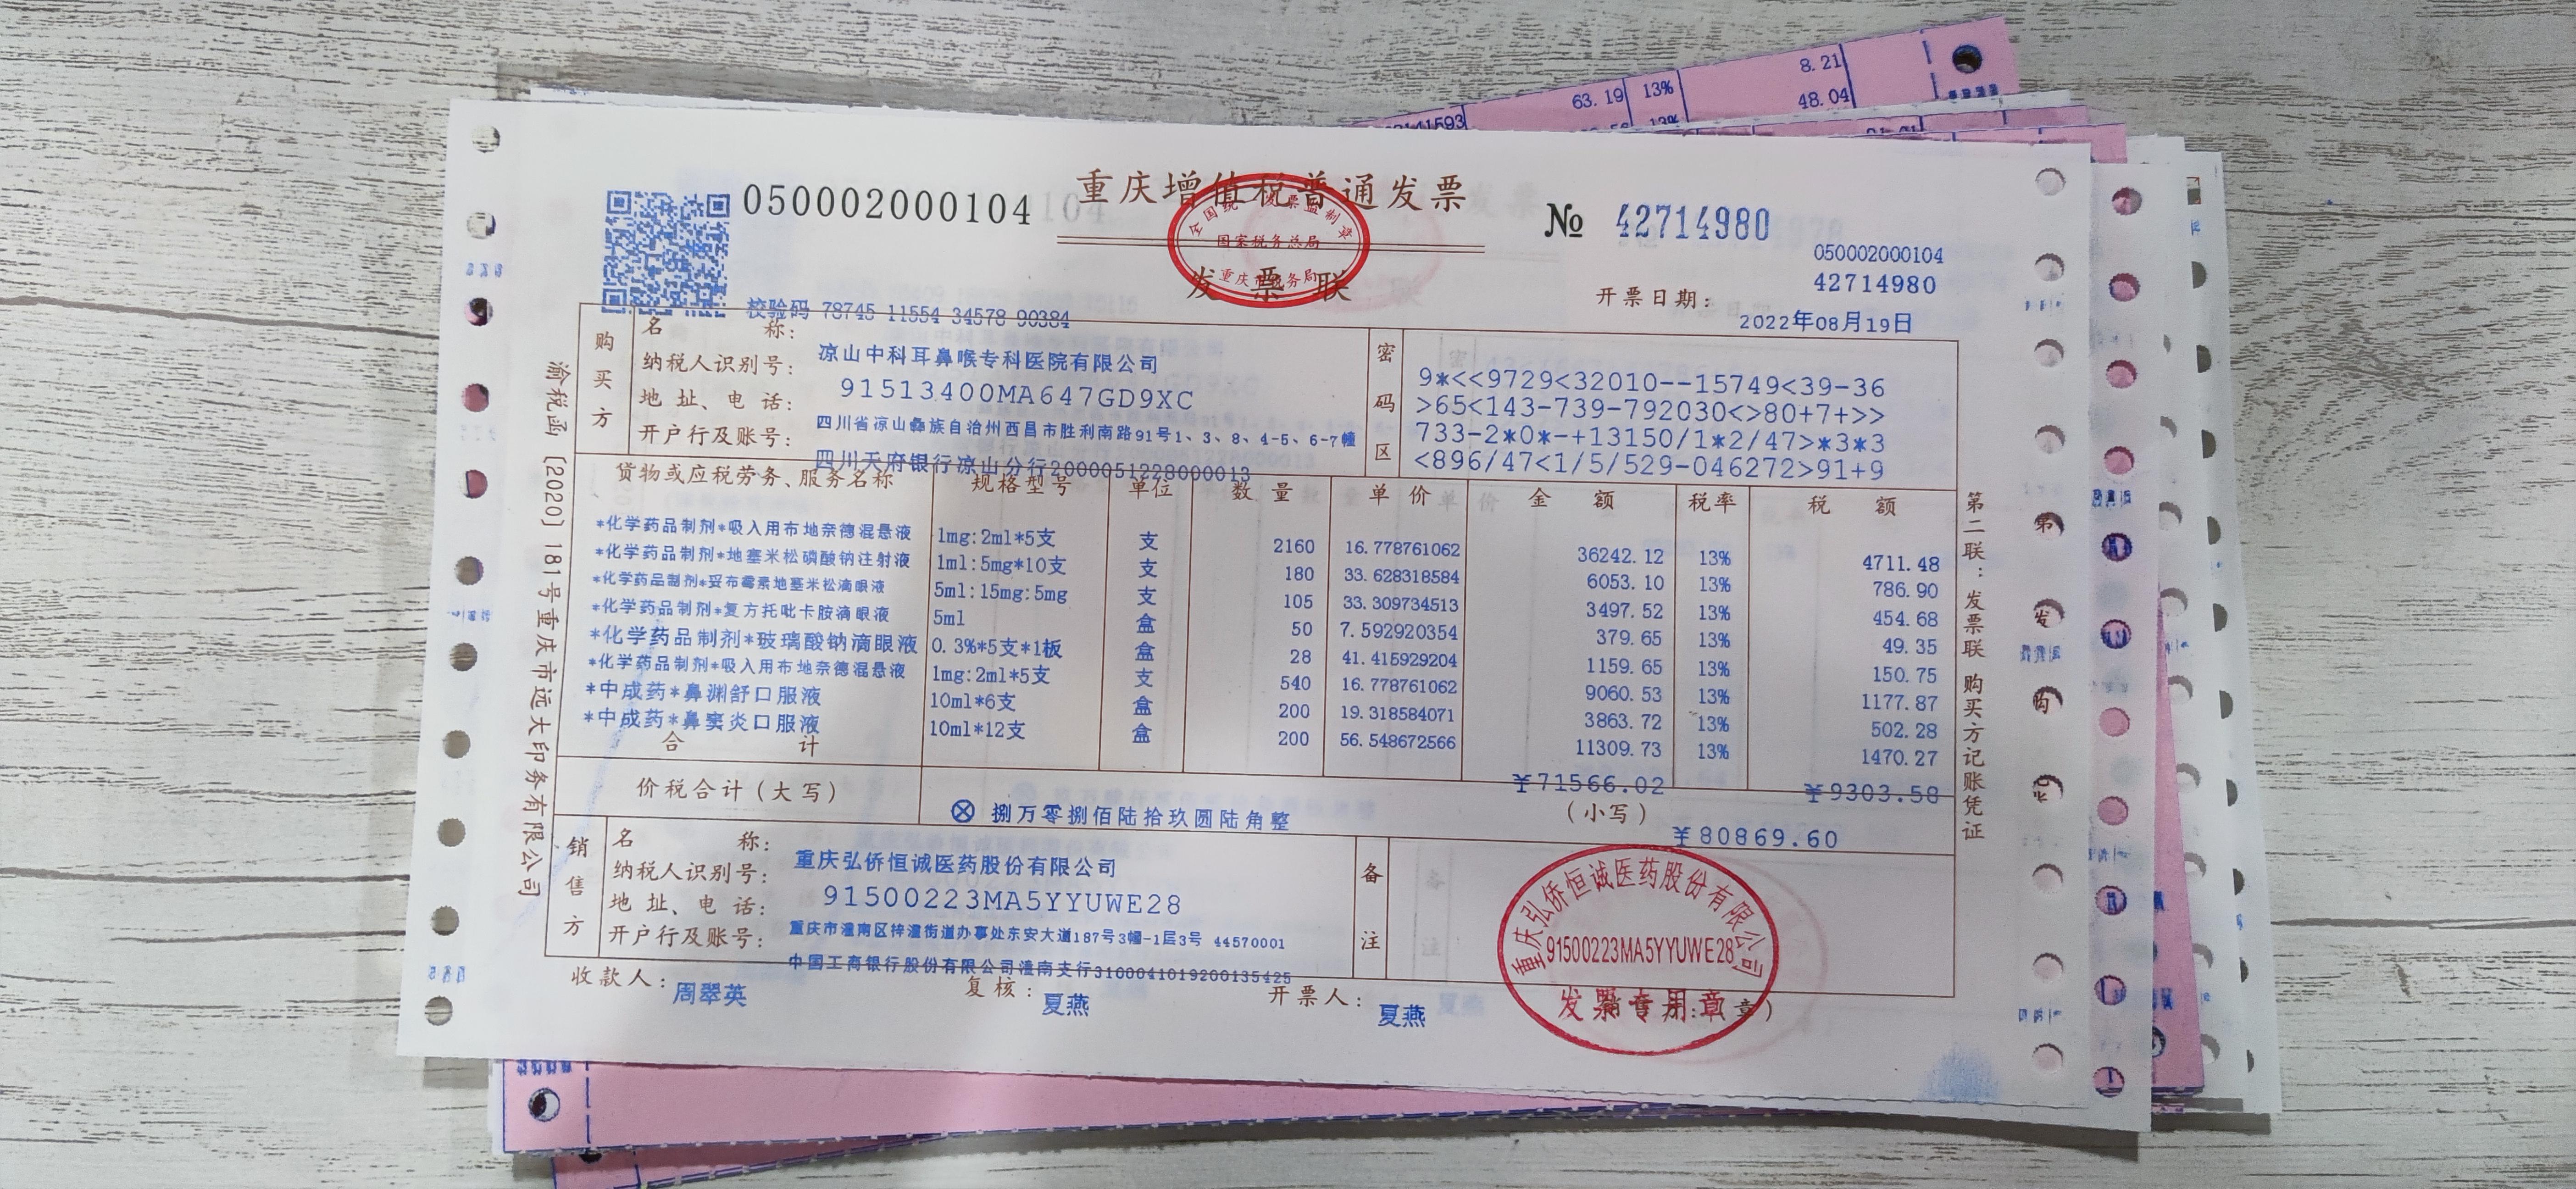 8.21
63.19 13% 48.04
重庆增值税普通发票
050002000104
№ 42714980
全国统一发票监制章
国家税务总局
重庆市税务局
发票联
050002000104
42714980
开票日期:
2022年08月19日
校验码 78745 11554 34578 90384
购买方
名称:
凉山中科耳鼻喉专科医院有限公司
纳税人识别号:
91513400MA647GD9XC
地址、电话:
四川省凉山彝族自治州西昌市胜利南路91号1、3、8、4-5、6-7幢
开户行及账号:
四川天府银行凉山分行2000051228000013
密码区
9*<<9729<32010--15749<39-36
>65<143-739-792030<>80+7+>>
733-2*0*-+13150/1*2/47>*3*3
<896/47<1/5/529-046272>91+9
货物或应税劳务、服务名称 规格型号 单位 数量 单价 金额 税率 税额
*化学药品制剂*吸入用布地奈德混悬液 1mg:2ml*5支 支 2160 16.778761062 36242.12 13% 4711.48
*化学药品制剂*地塞米松磷酸钠注射液 1ml:5mg*10支 支 180 33.628318584 6053.10 13% 786.90
*化学药品制剂*妥布霉素地塞米松滴眼液 5ml:15mg:5mg 支 105 33.309734513 3497.52 13% 454.68
*化学药品制剂*复方托吡卡胺滴眼液 5ml 盒 50 7.592920354 379.65 13% 49.35
*化学药品制剂*玻璃酸钠滴眼液 0.3%*5支*1板 盒 28 41.415929204 1159.65 13% 150.75
*化学药品制剂*吸入用布地奈德混悬液 1mg:2ml*5支 支 540 16.778761062 9060.53 13% 1177.87
*中成药*鼻渊舒口服液 10ml*6支 盒 200 19.318584071 3863.72 13% 502.28
*中成药*鼻窦炎口服液 10ml*12支 盒 200 56.548672566 11309.73 13% 1470.27
合计 ¥71566.02 ¥9303.58
价税合计(大写) ⊗ 捌万零捌佰陆拾玖圆陆角整 (小写) ¥80869.60
销售方
名称:
重庆弘侨恒诚医药股份有限公司
纳税人识别号:
91500223MA5YYUWE28
地址、电话:
重庆市潼南区梓潼街道办事处东安大道187号3幢-1层3号 44570001
开户行及账号:
中国工商银行股份有限公司潼南支行3100041019200135425
备注
重庆弘侨恒诚医药股份有限公司
91500223MA5YYUWE28
发票专用章
收款人: 周翠英 复核: 夏燕 开票人: 夏燕 销售方:(章)
渝税函[2020]181号重庆市远大印务有限公司
第二联:发票联 购买方记账凭证